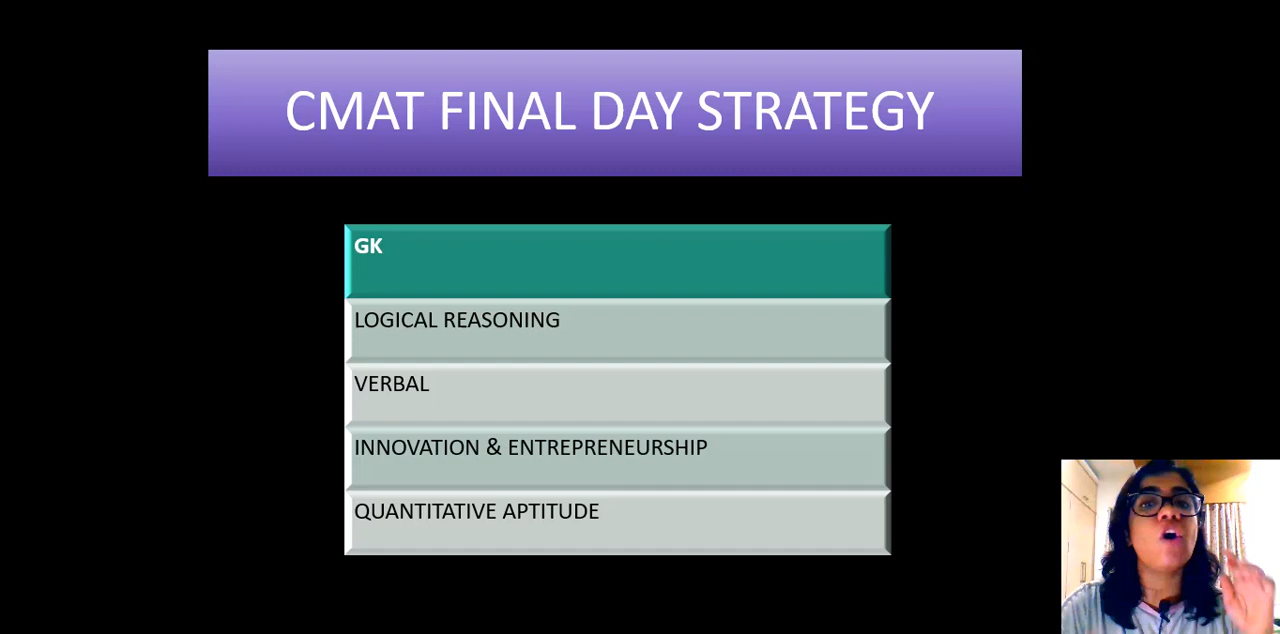 CMAT FINAL DAY STRATEGY
GK
LOGICAL REASONING
VERBAL
INNOVATION & ENTREPRENEURSHIP
QUANTITATIVE APTITUDE